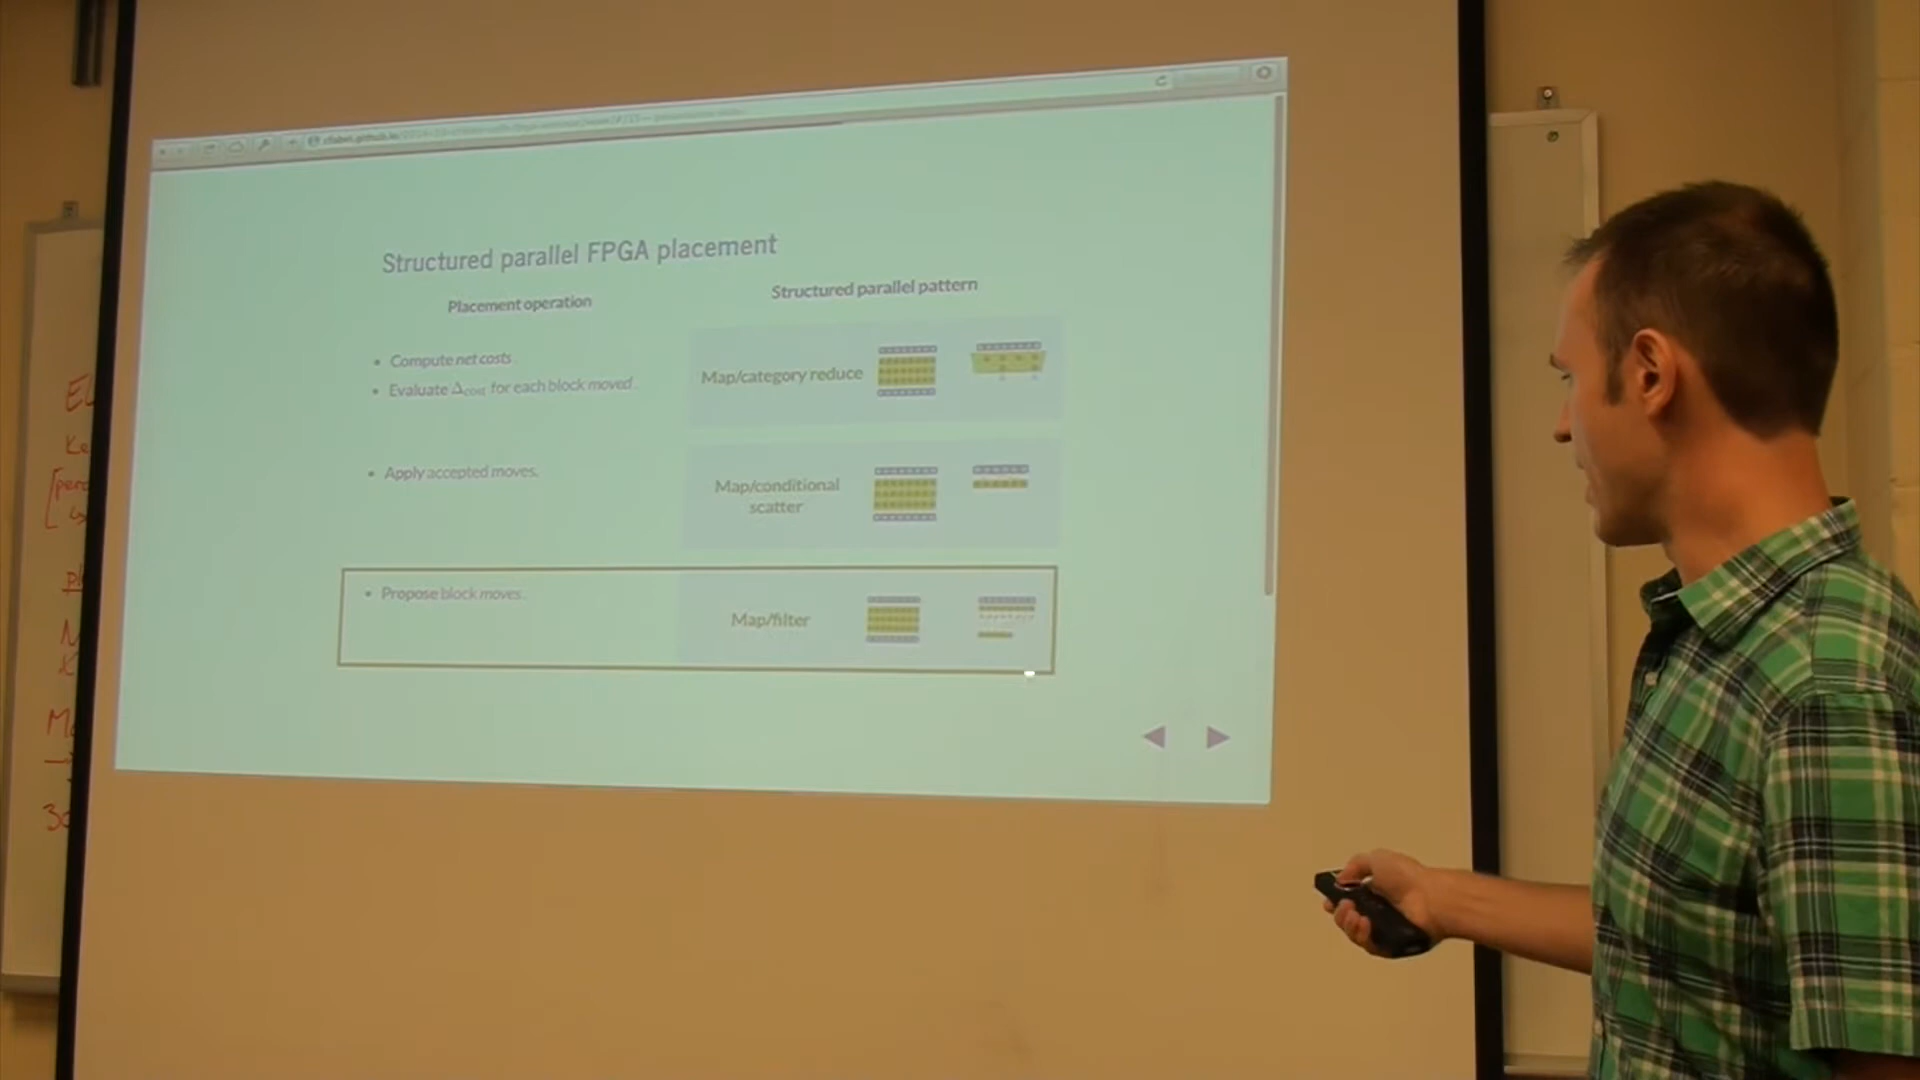 Structured parallel FPGA placement
Placement operation
Structured parallel pattern
• Compute net costs
• Evaluate Δcost for each block moved.
Map/category reduce
• Apply accepted moves.
Map/conditional
scatter
• Propose block moves.
Map/filter